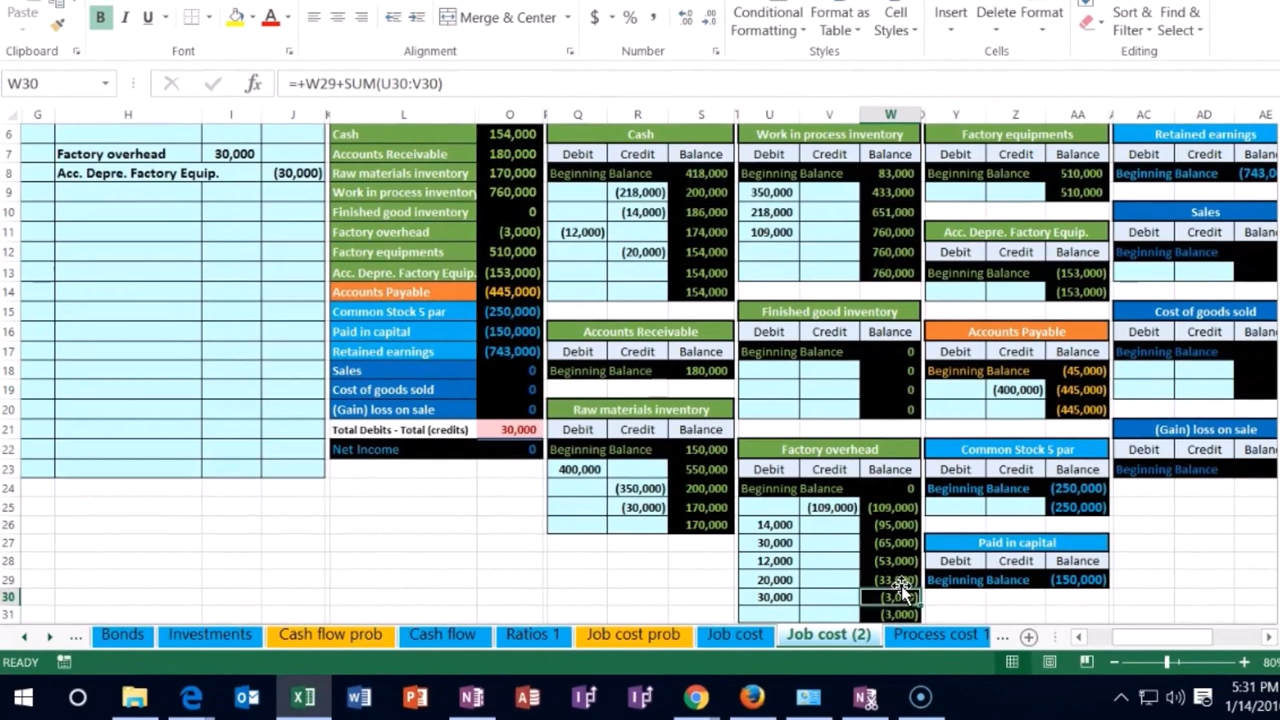 Paste
B I U A Merge & Center $ % , Conditional Format as Cell Insert Delete Format Sort & Find &
Formatting Table Styles Filter Select
Clipboard Font Alignment Number Styles Cells Editing
W30 fx =+W29+SUM(U30:V30)
G H I J K L O Q R S U V W Y Z AA AC AD AE
6 Cash 154,000 Cash Work in process inventory Factory equipments Retained earnings
7 Factory overhead 30,000 Accounts Receivable 180,000 Debit Credit Balance Debit Credit Balance Debit Credit Balance Debit Credit Balan
8 Acc. Depre. Factory Equip. (30,000) Raw materials inventory 170,000 Beginning Balance 418,000 Beginning Balance 83,000 Beginning Balance 510,000 Beginning Balance (743,0
9 Work in process inventory 760,000 (218,000) 200,000 350,000 433,000 510,000
10 Finished good inventory 0 (14,000) 186,000 218,000 651,000 Sales
11 Factory overhead (3,000) (12,000) 174,000 109,000 760,000 Acc. Depre. Factory Equip. Debit Credit Balan
12 Factory equipments 510,000 (20,000) 154,000 760,000 Debit Credit Balance Beginning Balance
13 Acc. Depre. Factory Equip. (153,000) 154,000 760,000 Beginning Balance (153,000)
14 Accounts Payable (445,000) 154,000 (153,000)
15 Common Stock 5 par (250,000) Finished good inventory Cost of goods sold
16 Paid in capital (150,000) Accounts Receivable Debit Credit Balance Accounts Payable Debit Credit Balan
17 Retained earnings (743,000) Debit Credit Balance Beginning Balance 0 Debit Credit Balance Beginning Balance
18 Sales 0 Beginning Balance 180,000 0 Beginning Balance (45,000)
19 Cost of goods sold 0 0 (400,000) (445,000)
20 (Gain) loss on sale 0 Raw materials inventory 0 (445,000)
21 Total Debits - Total (credits) 30,000 Debit Credit Balance (Gain) loss on sale
22 Net Income 0 Beginning Balance 150,000 Factory overhead Common Stock 5 par Debit Credit Balan
23 400,000 550,000 Debit Credit Balance Debit Credit Balance Beginning Balance
24 (350,000) 200,000 Beginning Balance 0 Beginning Balance (250,000)
25 (30,000) 170,000 (109,000) (109,000) (250,000)
26 170,000 14,000 (95,000)
27 30,000 (65,000) Paid in capital
28 12,000 (53,000) Debit Credit Balance
29 20,000 Beginning Balance (150,000)
30 30,000
31 (3,000)
... Bonds Investments Cash flow prob Cash flow Ratios 1 Job cost prob Job cost Job cost (2) Process cost 1 ...
READY
5:31 PM